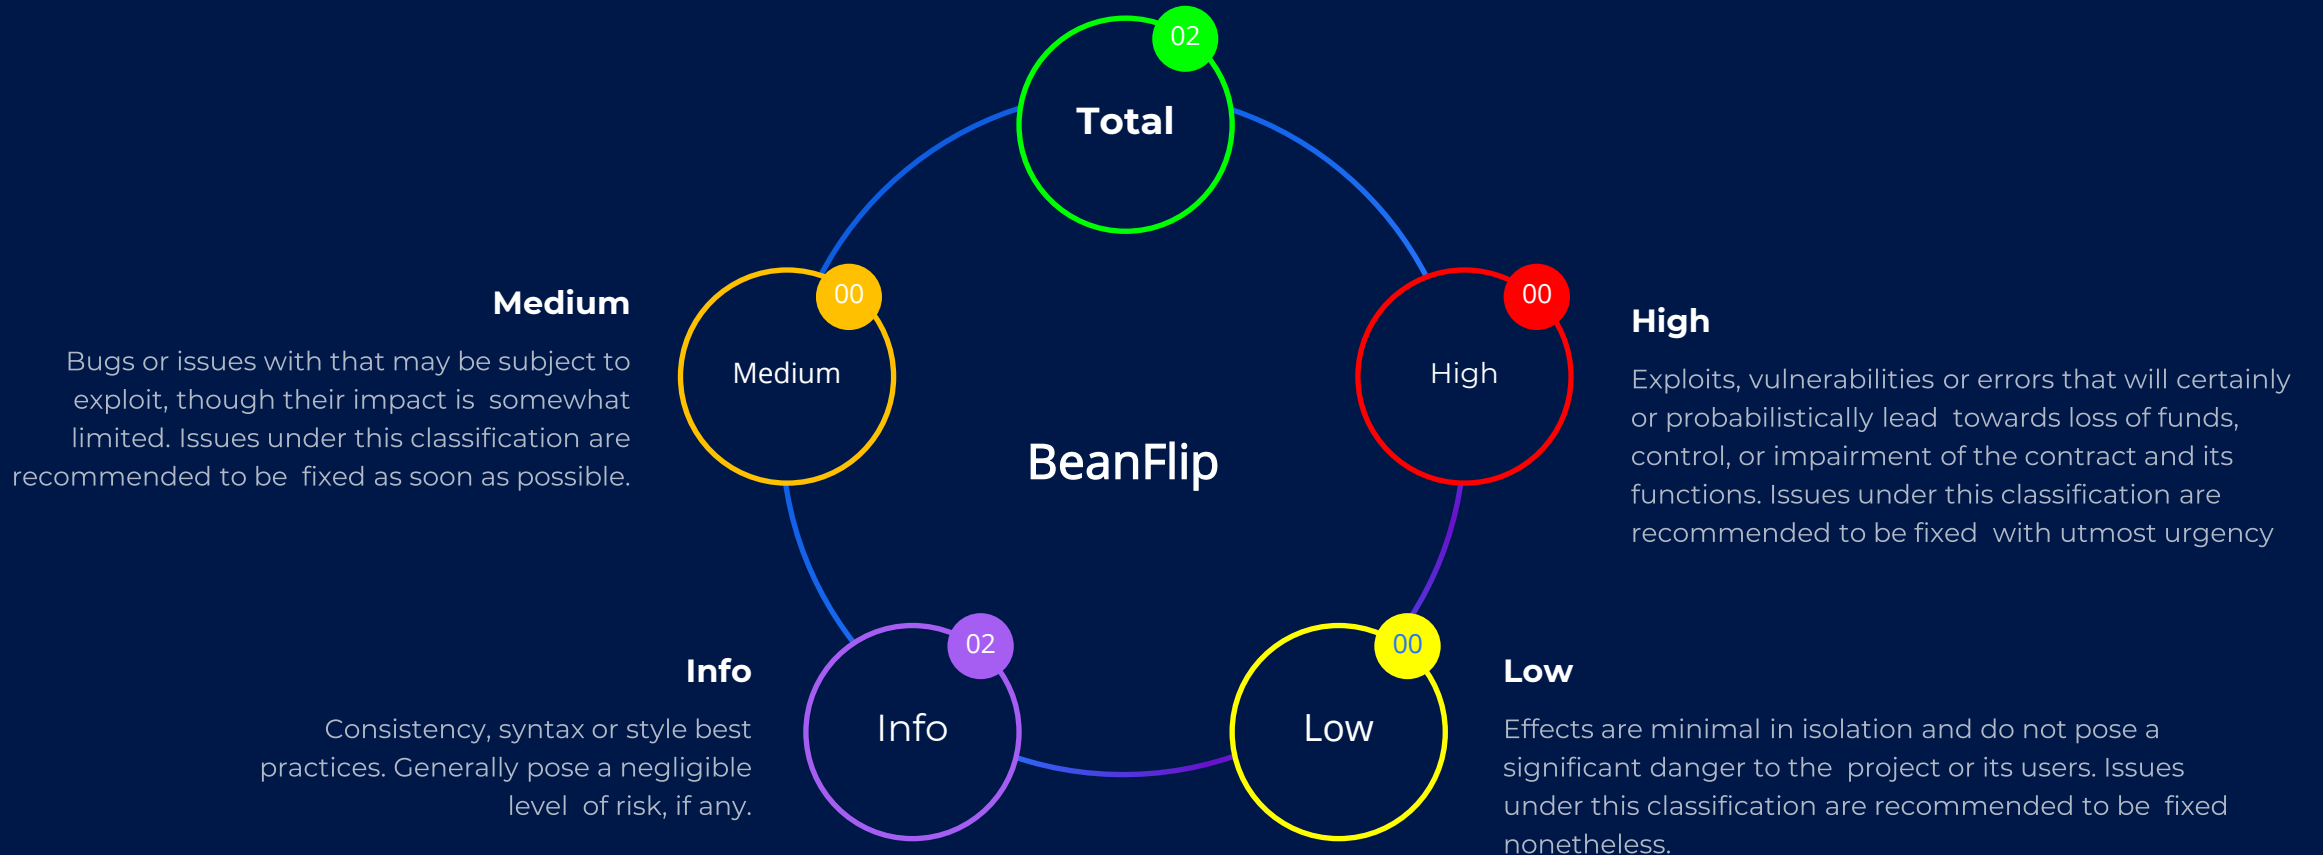 02
Total
00
Medium
00
High
Medium
Bugs or issues with that may be subject to
exploit, though their impact is somewhat
limited. Issues under this classification are
recommended to be fixed as soon as possible.
High
Exploits, vulnerabilities or errors that will certainly
or probabilistically lead towards loss of funds,
control, or impairment of the contract and its
functions. Issues under this classification are
recommended to be fixed with utmost urgency
BeanFlip
02
Info
00
Low
Info
Consistency, syntax or style best
practices. Generally pose a negligible
level of risk, if any.
Low
Effects are minimal in isolation and do not pose a
significant danger to the project or its users. Issues
under this classification are recommended to be fixed
nonetheless.